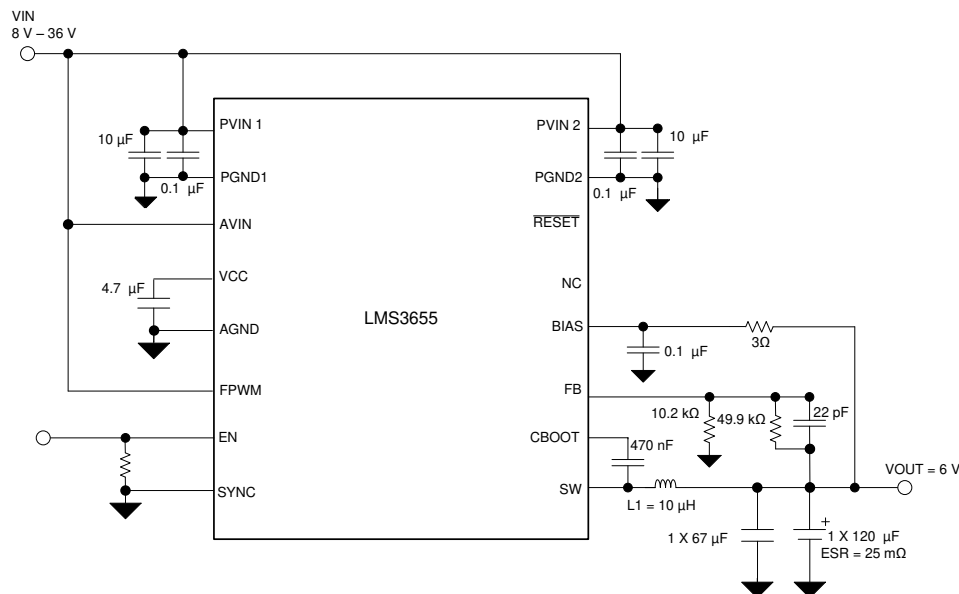 VIN
8 V – 36 V
PVIN 1
PVIN 2
10 µF
10 µF
0.1 µF
PGND1
PGND2
0.1 µF
AVIN
RESET
VCC
NC
4.7 µF
LMS3655
AGND
BIAS
0.1 µF
3Ω
FPWM
FB
10.2 kΩ
49.9 kΩ
22 pF
EN
CBOOT
470 nF
VOUT = 6 V
SYNC
SW
L1 = 10 µH
1 X 67 µF
+
1 X 120 µF
ESR = 25 mΩ